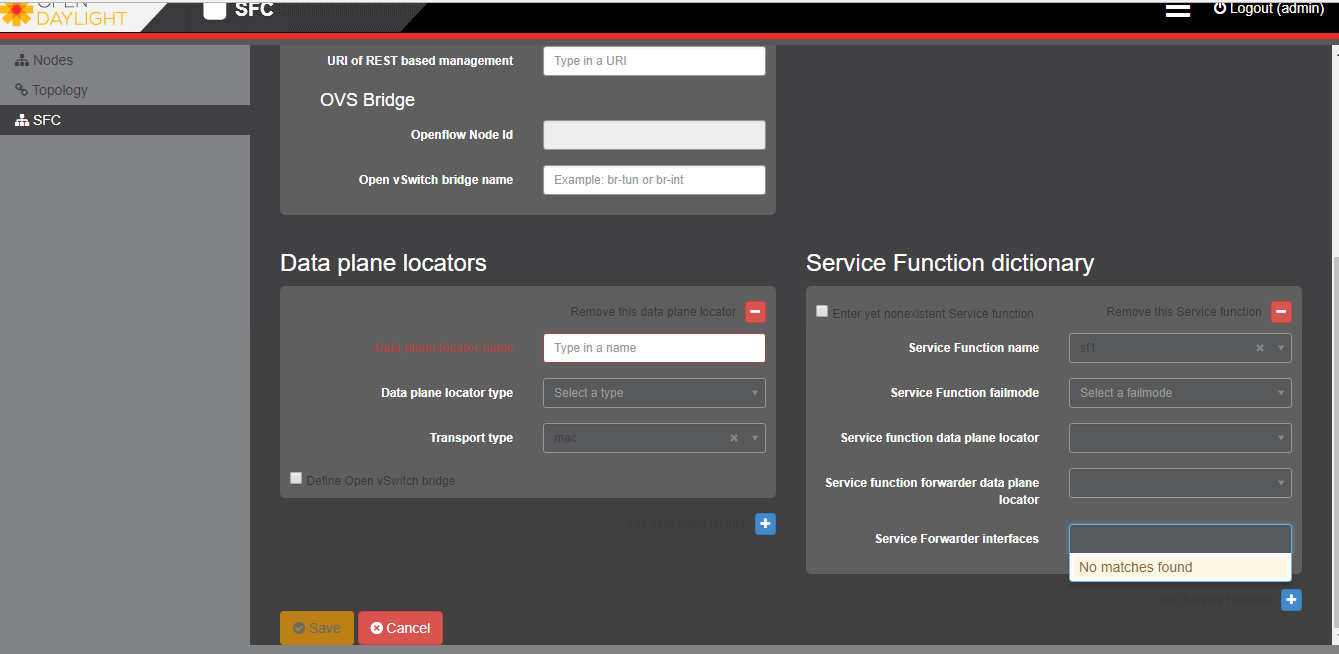 OPEN
DAYLIGHT
SFC
Logout (admin)
Nodes
Topology
SFC
URI of REST based management
Type in a URI
OVS Bridge
Openflow Node Id
Open vSwitch bridge name
Example: br-tun or br-int
Data plane locators
Remove this data plane locator
Data plane locator name
Type in a name
Data plane locator type
Select a type
Transport type
mac
Define Open vSwitch bridge
Add data plane locator
Service Function dictionary
Enter yet nonexistent Service function
Remove this Service function
Service Function name
sf1
Service Function failmode
Select a failmode
Service function data plane locator
Service function forwarder data plane
locator
Service Forwarder interfaces
No matches found
Add Service Function
Save
Cancel